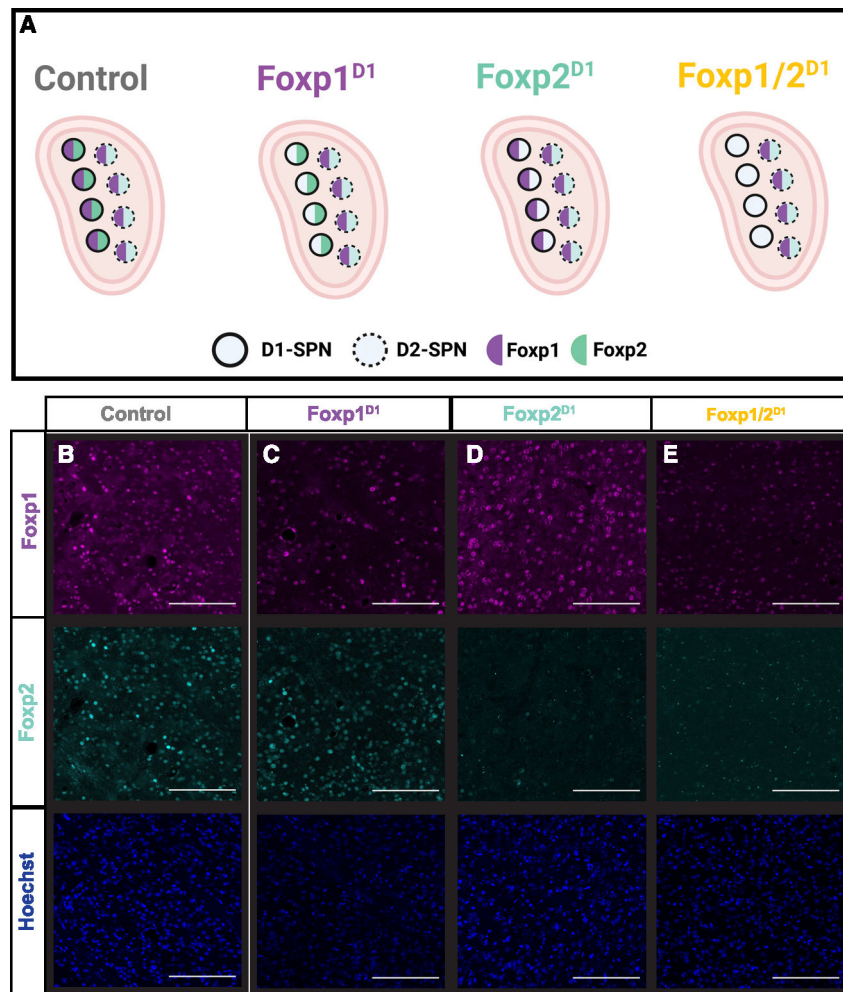 A
Control Foxp1D1 Foxp2D1 Foxp1/2D1
D1-SPN D2-SPN Foxp1 Foxp2
Control Foxp1D1 Foxp2D1 Foxp1/2D1
B C D E
Foxp1
Foxp2
Hoechst